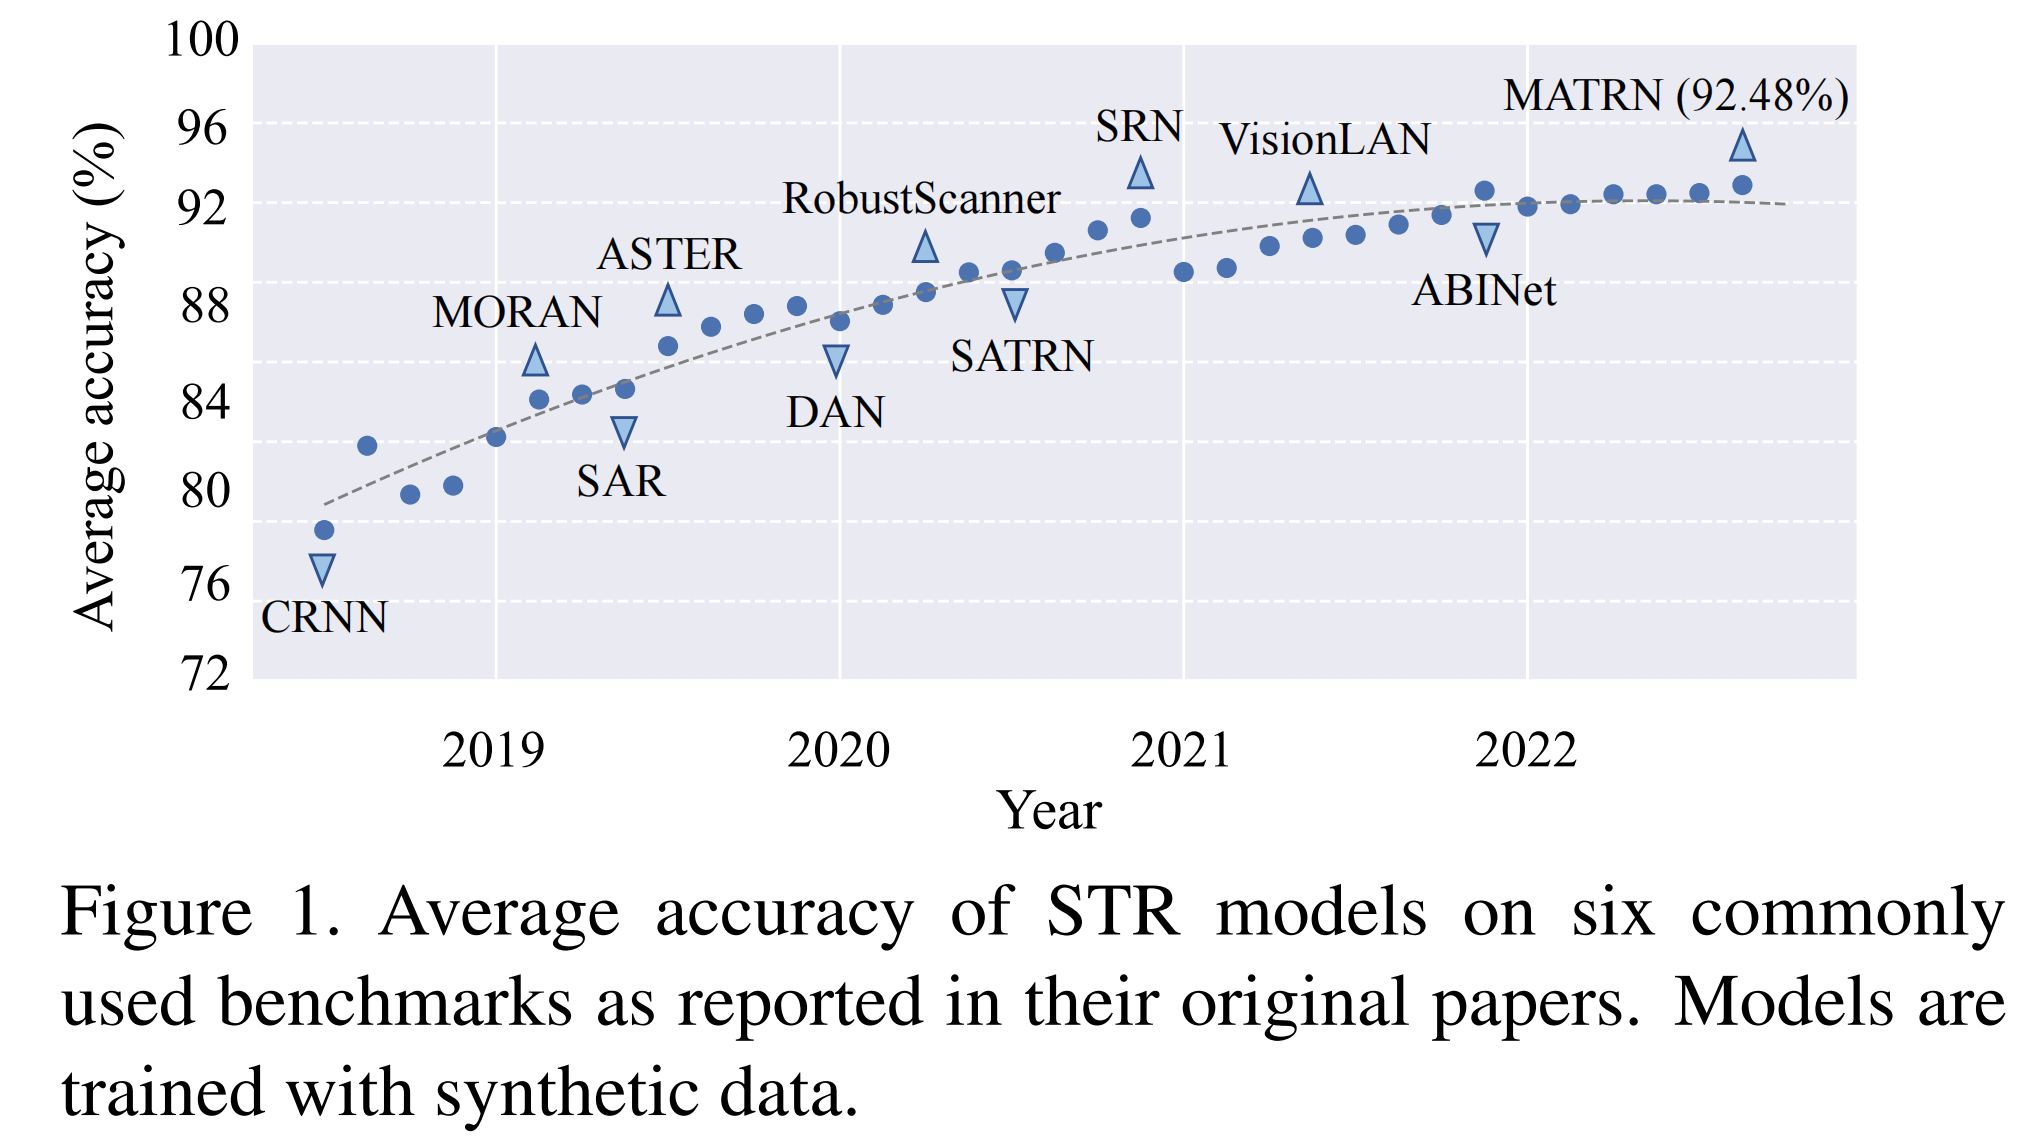 100
96
92
88
84
80
76
72
Average accuracy (%)
MATRN (92.48%)
SRN
VisionLAN
RobustScanner
ASTER
ABINet
MORAN
SATRN
DAN
SAR
CRNN
2019 2020 2021 2022
Year
Figure 1. Average accuracy of STR models on six commonly
used benchmarks as reported in their original papers. Models are
trained with synthetic data.